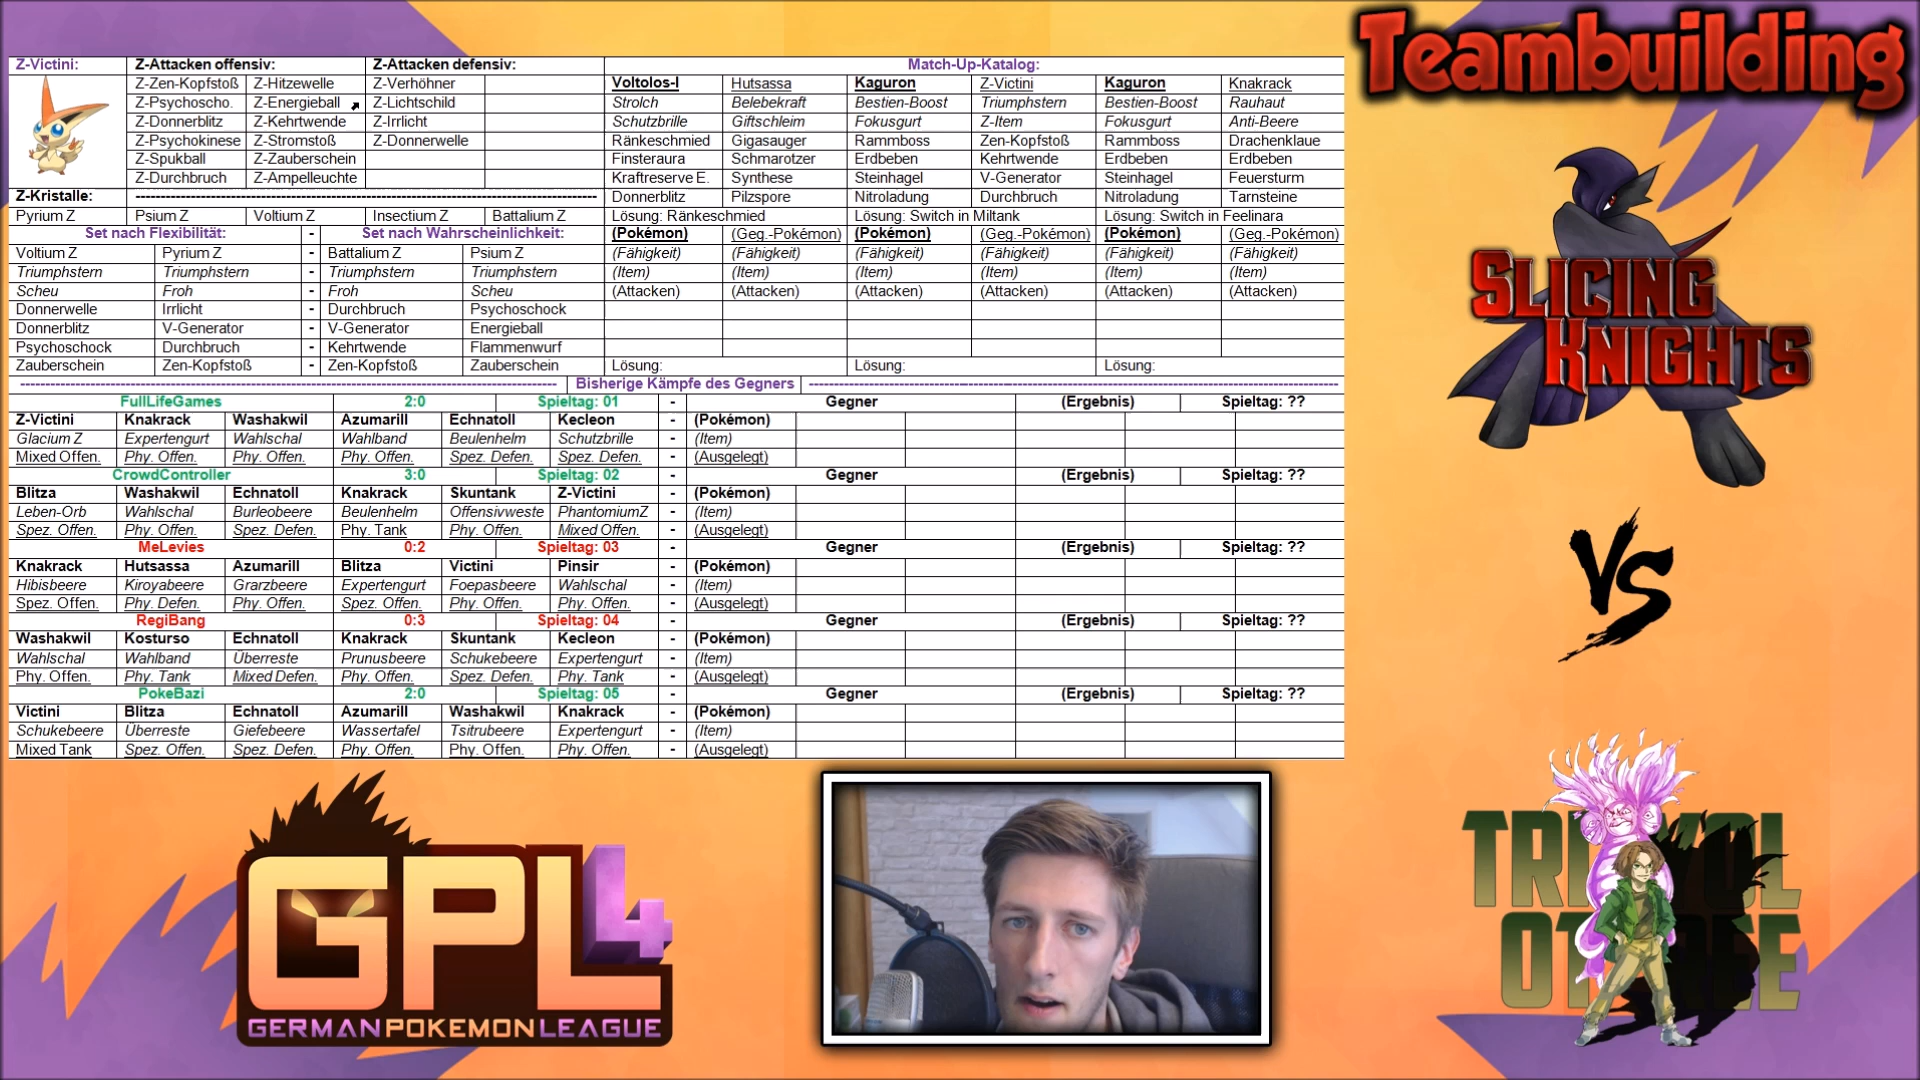 Teambuilding
Z-Victini: Z-Attacken offensiv: Z-Attacken defensiv: Match-Up-Katalog:
Z-Zen-Kopfstoß Z-Hitzewelle Z-Verhöhner Voltolos-I Hutsassa Kaguron Z-Victini Kaguron Knakrack
Z-Psychoscho. Z-Energieball Z-Lichtschild Strolch Belebekraft Bestien-Boost Triumphstern Bestien-Boost Rauhaut
Z-Donnerblitz Z-Kehrtwende Z-Irrlicht Schutzbrille Giftschleim Fokusgurt Z-Item Fokusgurt Anti-Beere
Z-Psychokinese Z-Stromstoß Z-Donnerwelle Ränkeschmied Gigasauger Rammboss Zen-Kopfstoß Rammboss Drachenklaue
Z-Spukball Z-Zauberschein Finsteraura Schmarotzer Erdbeben Kehrtwende Erdbeben Erdbeben
Z-Durchbruch Z-Ampelleuchte Kraftreserve E. Synthese Steinhagel V-Generator Steinhagel Feuersturm
Z-Kristalle: Donnerblitz Pilzspore Nitroladung Durchbruch Nitroladung Tarnsteine
Pyrium Z Psium Z Voltium Z Insectium Z Battalium Z Lösung: Ränkeschmied Lösung: Switch in Miltank Lösung: Switch in Feelinara
Set nach Flexibilität: - Set nach Wahrscheinlichkeit: (Pokémon) (Geg.-Pokémon) (Pokémon) (Geg.-Pokémon) (Pokémon) (Geg.-Pokémon)
Voltium Z Pyrium Z - Battalium Z Psium Z (Fähigkeit) (Fähigkeit) (Fähigkeit) (Fähigkeit) (Fähigkeit) (Fähigkeit)
Triumphstern Triumphstern - Triumphstern Triumphstern (Item) (Item) (Item) (Item) (Item) (Item)
Scheu Froh - Froh Scheu (Attacken) (Attacken) (Attacken) (Attacken) (Attacken) (Attacken)
Donnerwelle Irrlicht - Durchbruch Psychoschock
Donnerblitz V-Generator - V-Generator Energieball
Psychoschock Durchbruch - Kehrtwende Flammenwurf
Zauberschein Zen-Kopfstoß - Zen-Kopfstoß Zauberschein Lösung: Lösung: Lösung:
Bisherige Kämpfe des Gegners
FullLifeGames 2:0 Spieltag: 01 - Gegner (Ergebnis) Spieltag: ??
Z-Victini Knakrack Washakwil Azumarill Echnatoll Kecleon - (Pokémon)
Glacium Z Expertengurt Wahlschal Wahlband Beulenhelm Schutzbrille - (Item)
Mixed Offen. Phy. Offen. Phy. Offen. Phy. Offen. Spez. Defen. Spez. Defen. - (Ausgelegt)
CrowdController 3:0 Spieltag: 02 - Gegner (Ergebnis) Spieltag: ??
Blitza Washakwil Echnatoll Knakrack Skuntank Z-Victini - (Pokémon)
Leben-Orb Wahlschal Burleobeere Beulenhelm Offensivweste PhantomiumZ - (Item)
Spez. Offen. Phy. Offen. Spez. Defen. Phy. Tank Phy. Offen. Mixed Offen. - (Ausgelegt)
MeLevies 0:2 Spieltag: 03 - Gegner (Ergebnis) Spieltag: ??
Knakrack Hutsassa Azumarill Blitza Victini Pinsir - (Pokémon)
Hibisbeere Kiroyabeere Grarzbeere Expertengurt Foepasbeere Wahlschal - (Item)
Spez. Offen. Phy. Defen. Phy. Offen. Spez. Offen. Phy. Offen. Phy. Offen. - (Ausgelegt)
RegiBang 0:3 Spieltag: 04 - Gegner (Ergebnis) Spieltag: ??
Washakwil Kosturso Echnatoll Knakrack Skuntank Kecleon - (Pokémon)
Wahlschal Wahlband Überreste Prunusbeere Schukebeere Expertengurt - (Item)
Phy. Offen. Phy. Tank Mixed Defen. Phy. Offen. Spez. Defen. Phy. Tank - (Ausgelegt)
PokeBazi 2:0 Spieltag: 05 - Gegner (Ergebnis) Spieltag: ??
Victini Blitza Echnatoll Azumarill Washakwil Knakrack - (Pokémon)
Schukebeere Überreste Giefebeere Wassertafel Tsitrubeere Expertengurt - (Item)
Mixed Tank Spez. Offen. Spez. Defen. Phy. Offen. Phy. Offen. Phy. Offen. - (Ausgelegt)
SLICING
KNIGHTS
VS
GPL4
GERMANPOKEMONLEAGUE